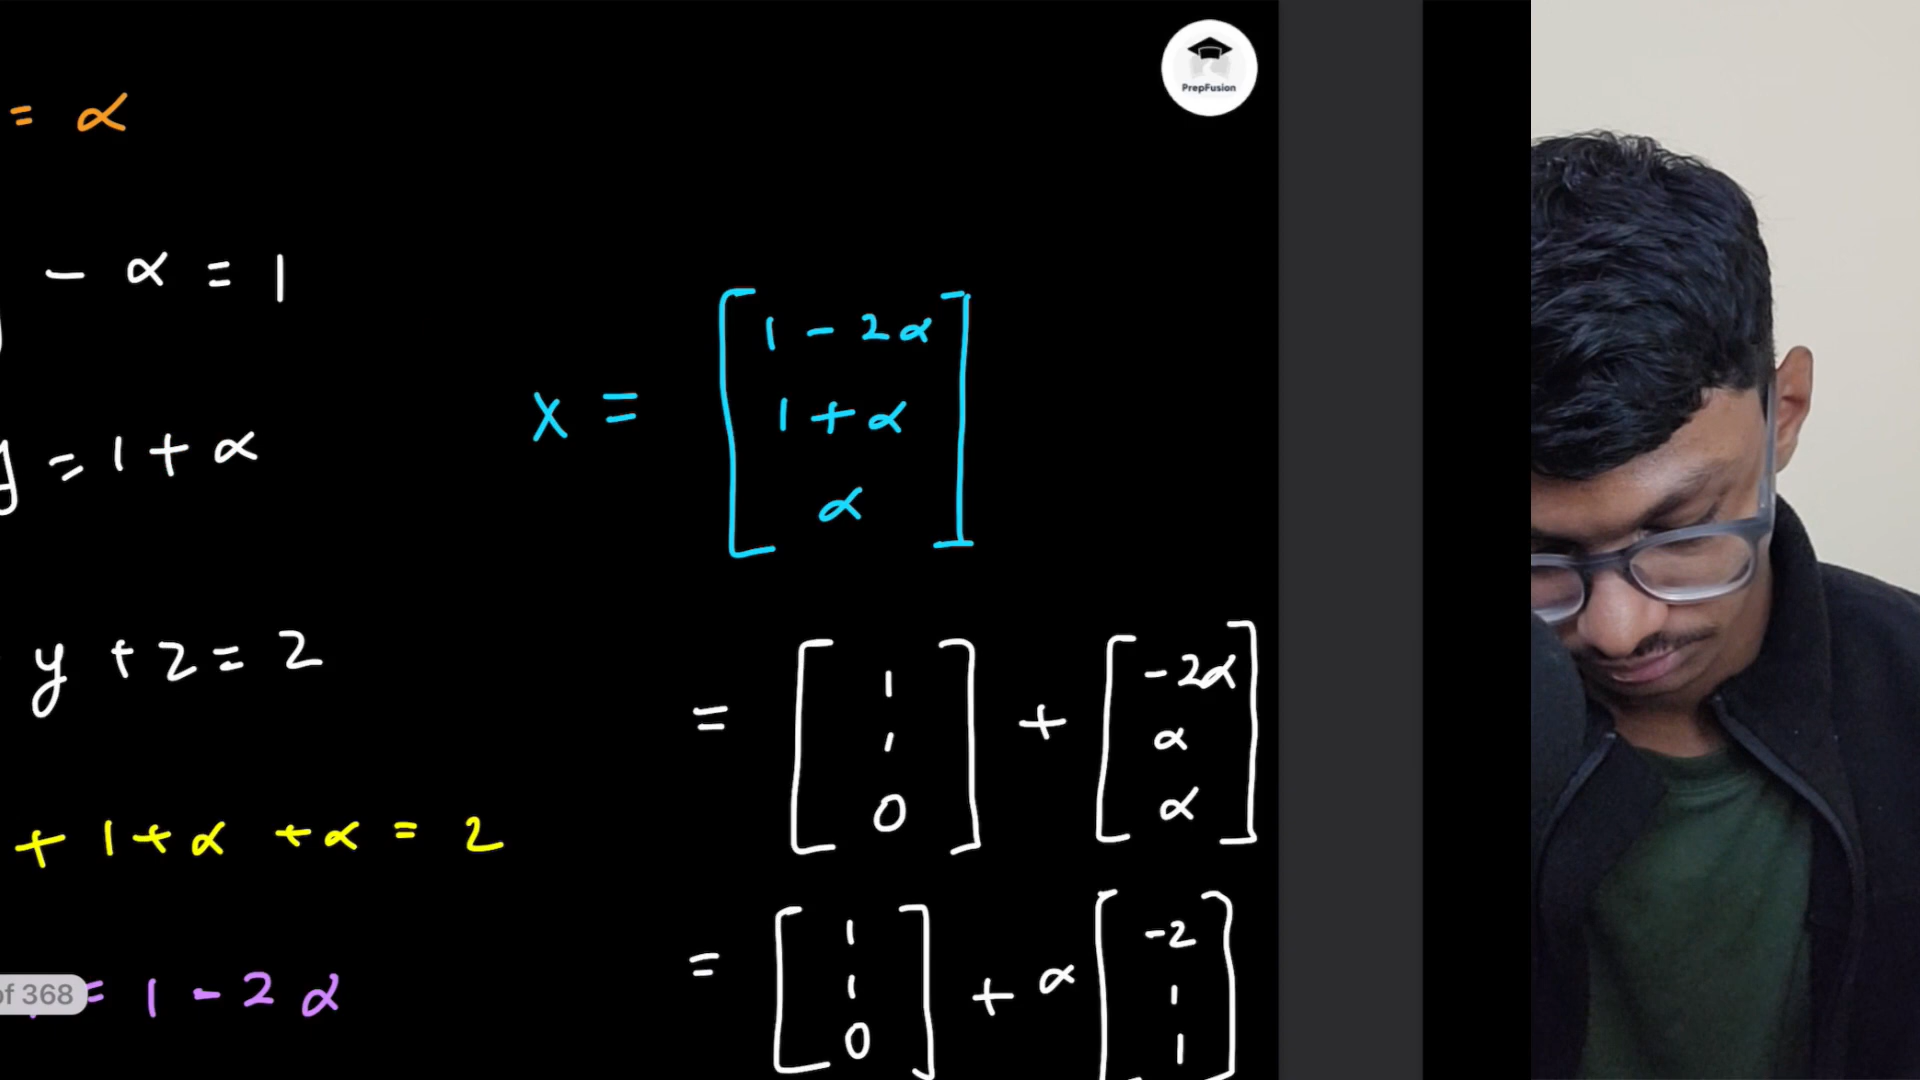 PrepFusion
= α
- α = 1
y = 1 + α
y + z = 2
+ 1 + α + α = 2
of 368
= 1 - 2 α
x = [ 1 - 2α
1 + α
α ]
= [ 1
1
0 ] + [ -2α
α
α ]
= [ 1
1
0 ] + α [ -2
1
1